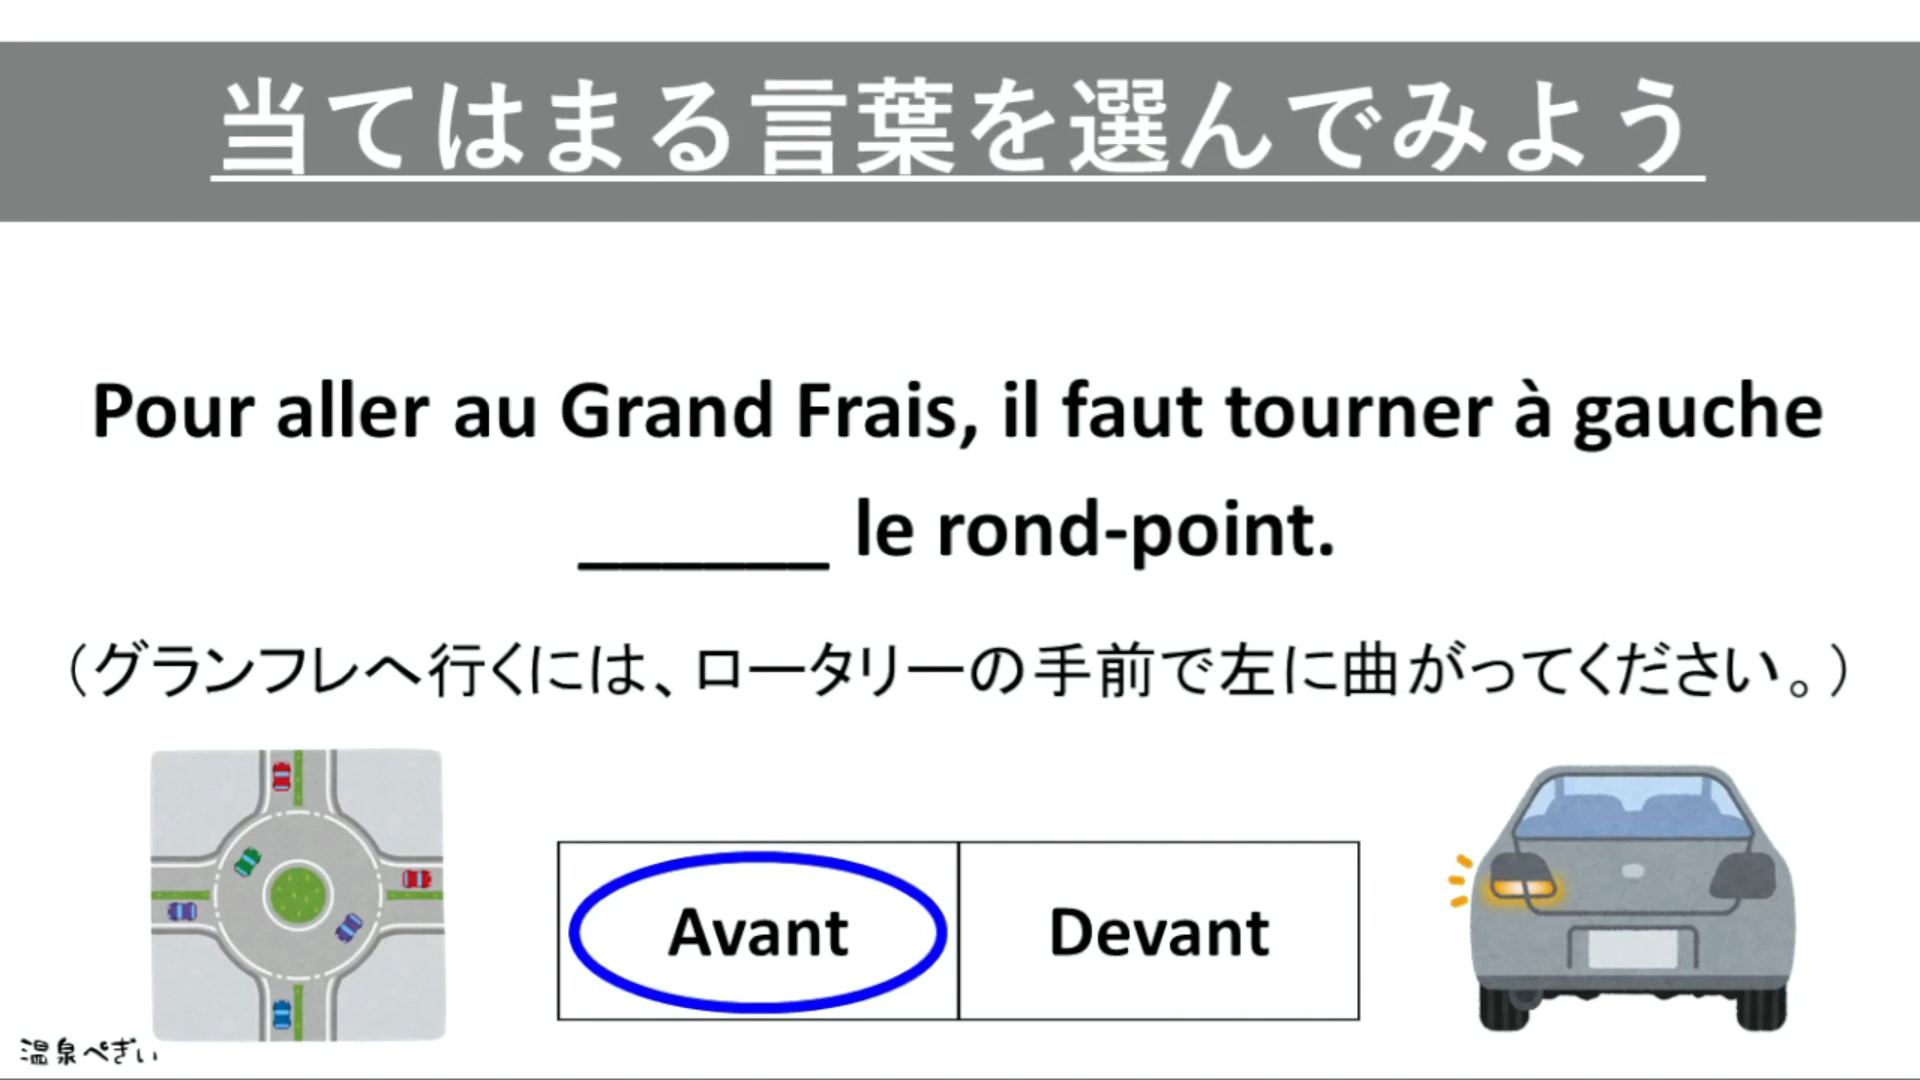 当てはまる言葉を選んでみよう
Pour aller au Grand Frais, il faut tourner à gauche
______ le rond-point.
（グランフレへ行くには、ロータリーの手前で左に曲がってください。）
Avant
Devant
温泉ぺぎぃ